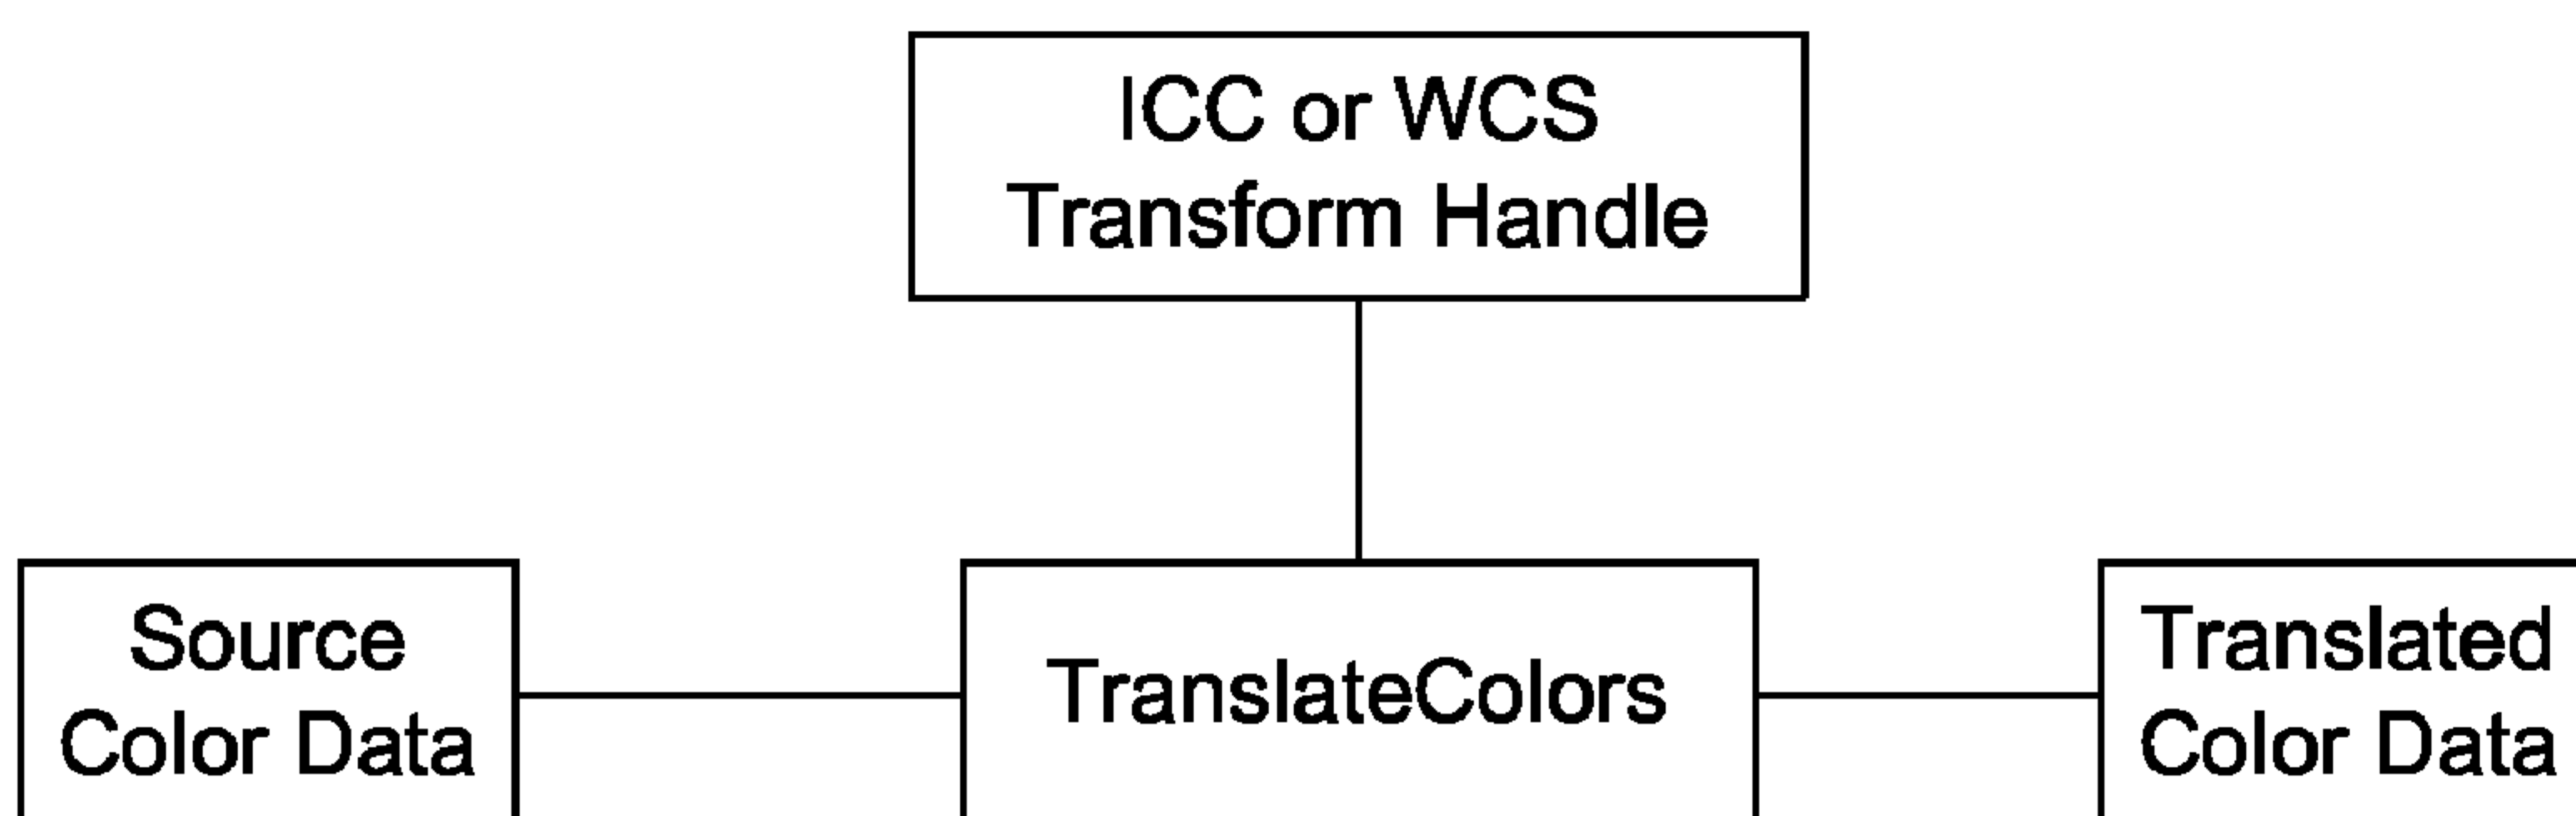 ICC or WCS
Transform Handle
Source
Color Data
TranslateColors
Translated
Color Data